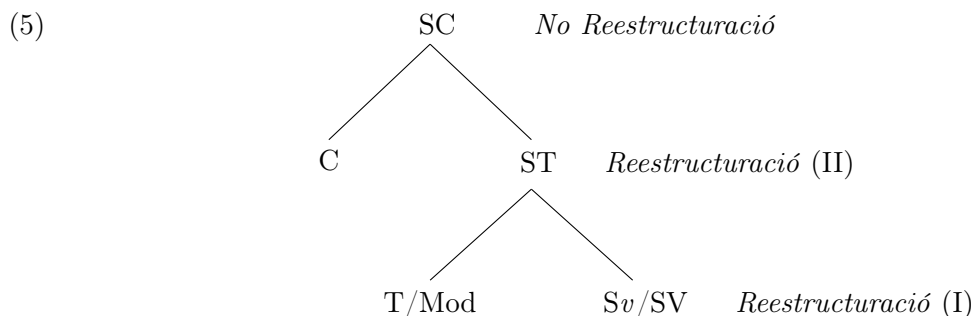 (5) SC No Reestructuració
C ST Reestructuració (II)
T/Mod Sv/SV Reestructuració (I)